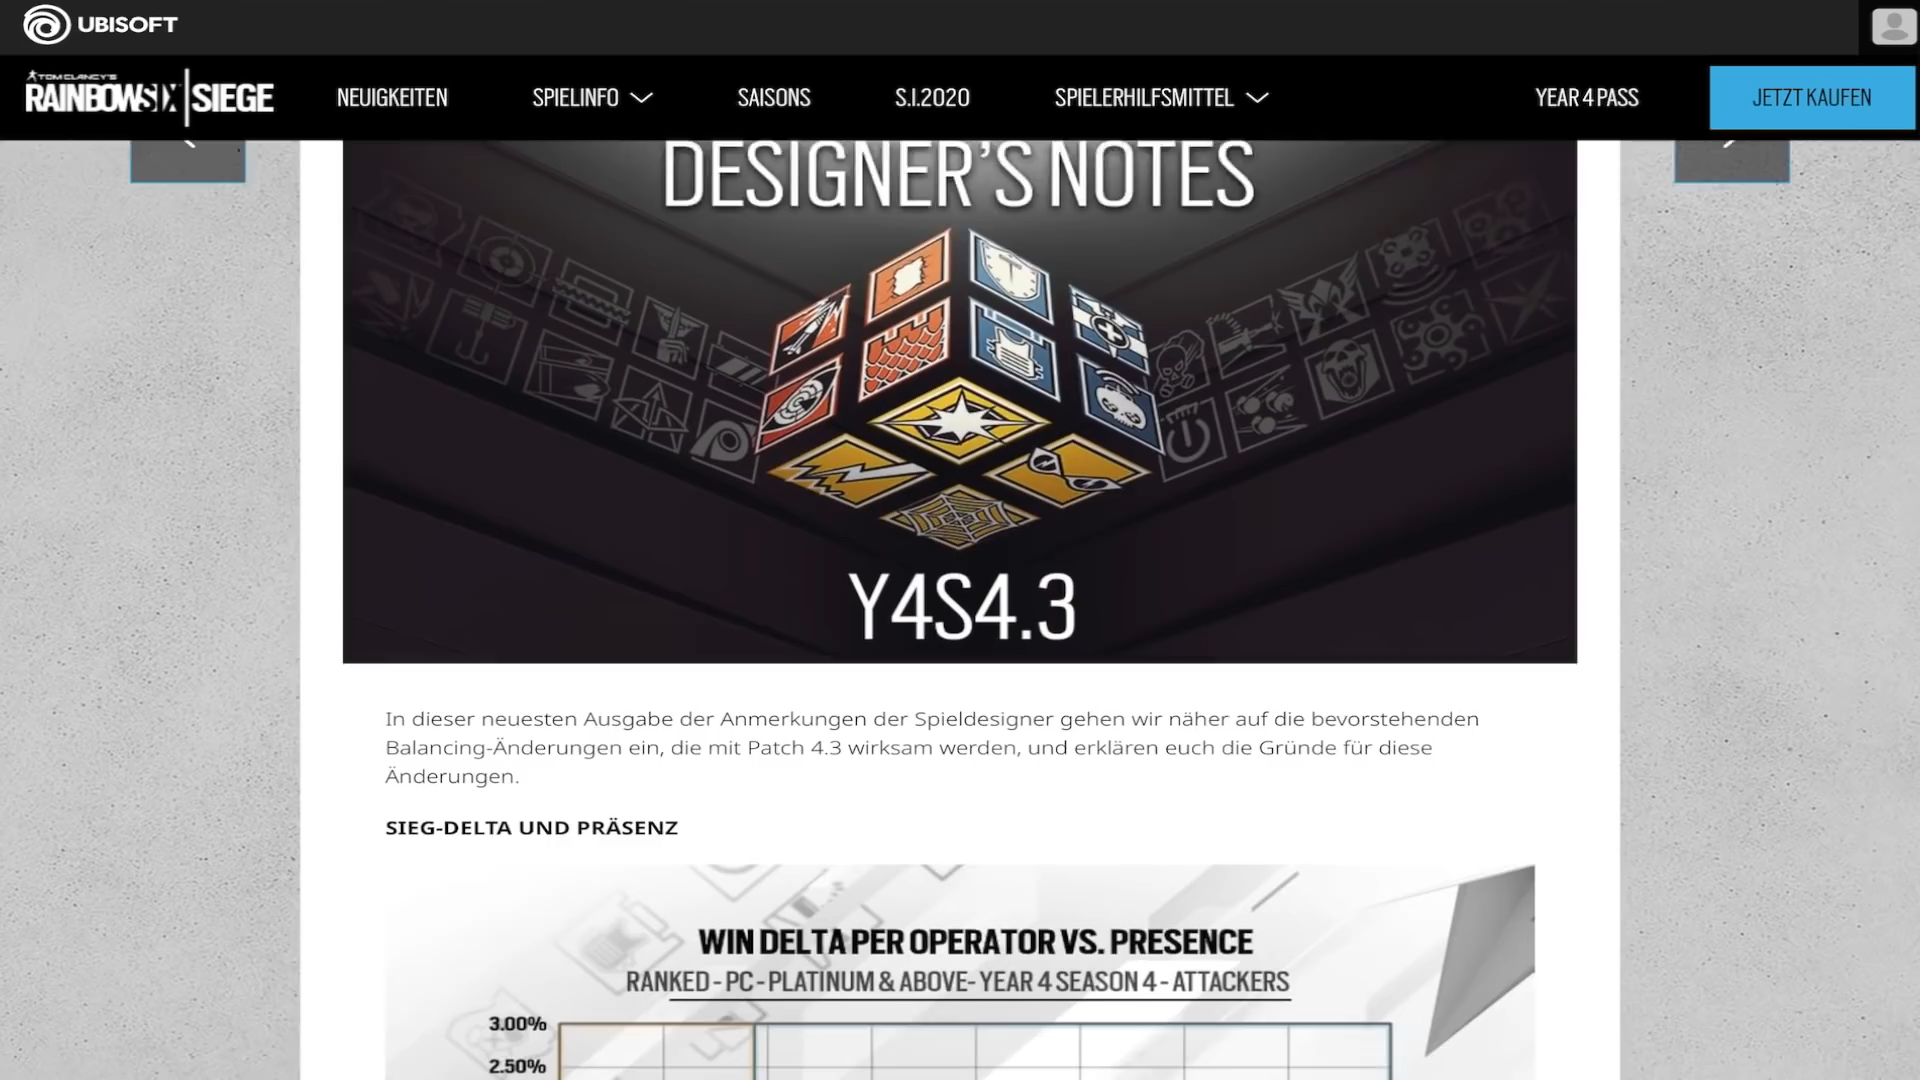 UBISOFT
TOM CLANCY'S
RAINBOWSIX | SIEGE
NEUIGKEITEN
SPIELINFO
SAISONS
S.I.2020
SPIELERHILFSMITTEL
YEAR 4 PASS
JETZT KAUFEN
DESIGNER'S NOTES
Y4S4.3
In dieser neuesten Ausgabe der Anmerkungen der Spieldesigner gehen wir näher auf die bevorstehenden
Balancing-Änderungen ein, die mit Patch 4.3 wirksam werden, und erklären euch die Gründe für diese
Änderungen.
SIEG-DELTA UND PRÄSENZ
WIN DELTA PER OPERATOR VS. PRESENCE
RANKED - PC - PLATINUM & ABOVE- YEAR 4 SEASON 4 - ATTACKERS
3.00%
2.50%